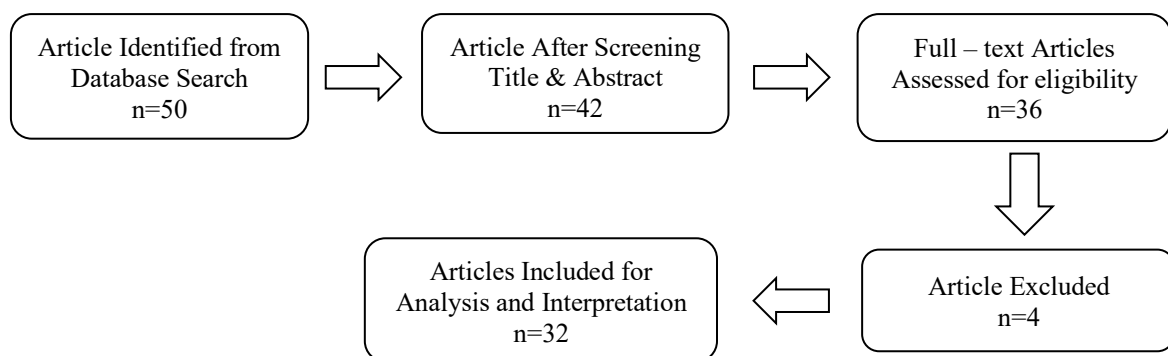 Article Identified from
Database Search
n=50
Article After Screening
Title & Abstract
n=42
Full – text Articles
Assessed for eligibility
n=36
Article Excluded
n=4
Articles Included for
Analysis and Interpretation
n=32